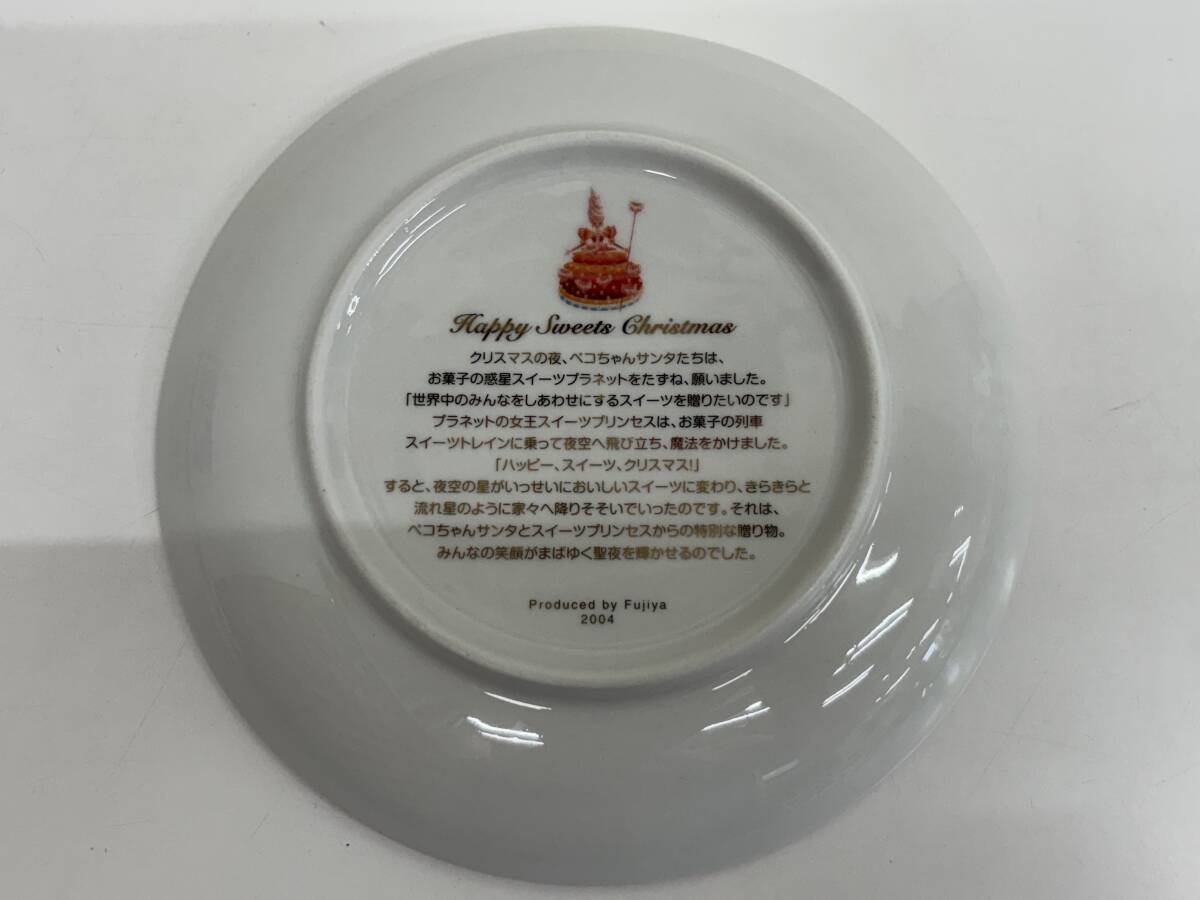 Happy Sweets Christmas
クリスマスの夜、ペコちゃんサンタたちは、
お菓子の惑星スイーツプラネットをたずね、願いました。
「世界中のみんなをしあわせにするスイーツを贈りたいのです」
プラネットの女王スイーツプリンセスは、お菓子の列車
スイーツトレインに乗って夜空へ飛び立ち、魔法をかけました。
「ハッピー、スイーツ、クリスマス!」
すると、夜空の星がいっせいにおいしいスイーツに変わり、きらきらと
流れ星のように家々へ降りそそいでいったのです。それは、
ペコちゃんサンタとスイーツプリンセスからの特別な贈り物。
みんなの笑顔がまばゆく聖夜を輝かせるのでした。
Produced by Fujiya
2004